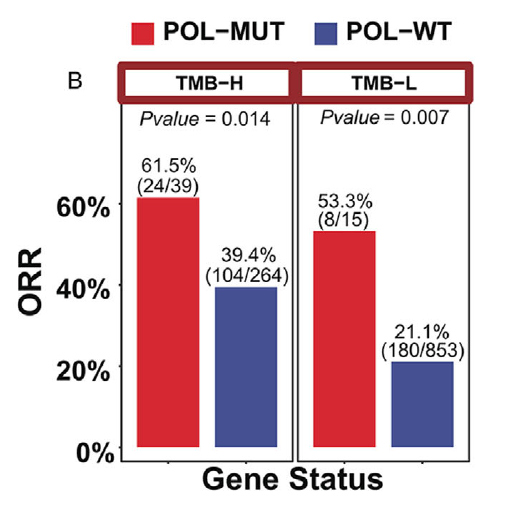 POL−MUT POL−WT
B
TMB−H TMB−L
Pvalue = 0.014 Pvalue = 0.007
61.5%
(24/39)
53.3%
(8/15)
39.4%
(104/264)
21.1%
(180/853)
60%
40%
20%
0%
ORR
Gene Status